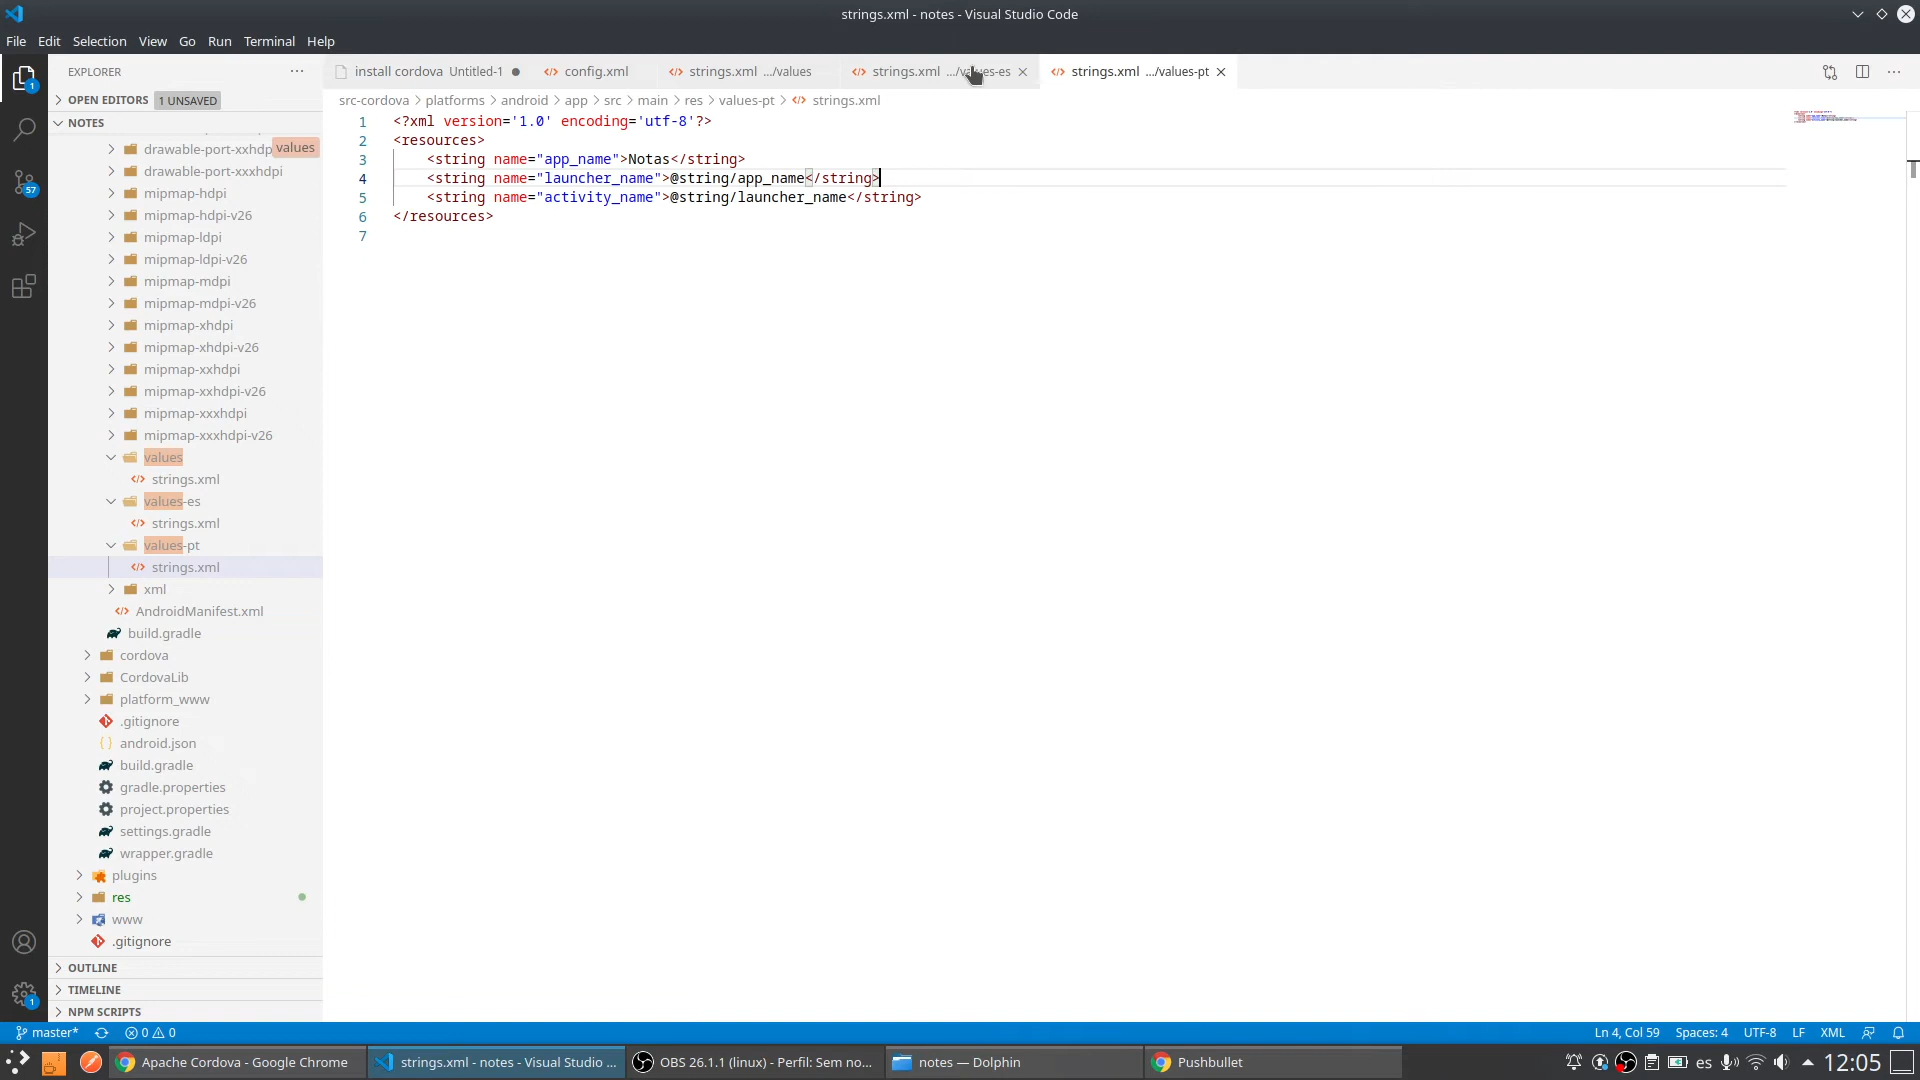 strings.xml - notes - Visual Studio Code
File Edit Selection View Go Run Terminal Help
EXPLORER
install cordova Untitled-1
config.xml
strings.xml .../values
strings.xml .../values-es
strings.xml .../values-pt
OPEN EDITORS 1 UNSAVED
src-cordova > platforms > android > app > src > main > res > values-pt > strings.xml
NOTES
values
drawable-port-xxhdp
drawable-port-xxxhdpi
mipmap-hdpi
mipmap-hdpi-v26
mipmap-ldpi
mipmap-ldpi-v26
mipmap-mdpi
mipmap-mdpi-v26
mipmap-xhdpi
mipmap-xhdpi-v26
mipmap-xxhdpi
mipmap-xxhdpi-v26
mipmap-xxxhdpi
mipmap-xxxhdpi-v26
values
strings.xml
values-es
strings.xml
values-pt
strings.xml
xml
AndroidManifest.xml
build.gradle
cordova
CordovaLib
platform_www
.gitignore
android.json
build.gradle
gradle.properties
project.properties
settings.gradle
wrapper.gradle
plugins
res
www
.gitignore
OUTLINE
TIMELINE
NPM SCRIPTS
1
57
1
1 <?xml version='1.0' encoding='utf-8'?>
2 <resources>
3 <string name="app_name">Notas</string>
4 <string name="launcher_name">@string/app_name</string>
5 <string name="activity_name">@string/launcher_name</string>
6 </resources>
7
master* 0 0
Ln 4, Col 59 Spaces: 4 UTF-8 LF XML
Apache Cordova - Google Chrome
strings.xml - notes - Visual Studio ...
OBS 26.1.1 (linux) - Perfil: Sem no...
notes — Dolphin
Pushbullet
es
12:05